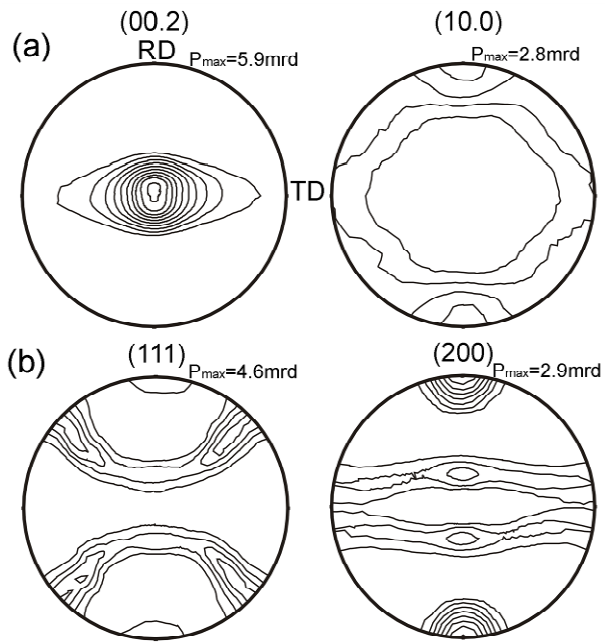 (a)
(00.2)
RD
Pmax=5.9mrd
(10.0)
Pmax=2.8mrd
TD
(b)
(111)
Pmax=4.6mrd
(200)
Pmax=2.9mrd